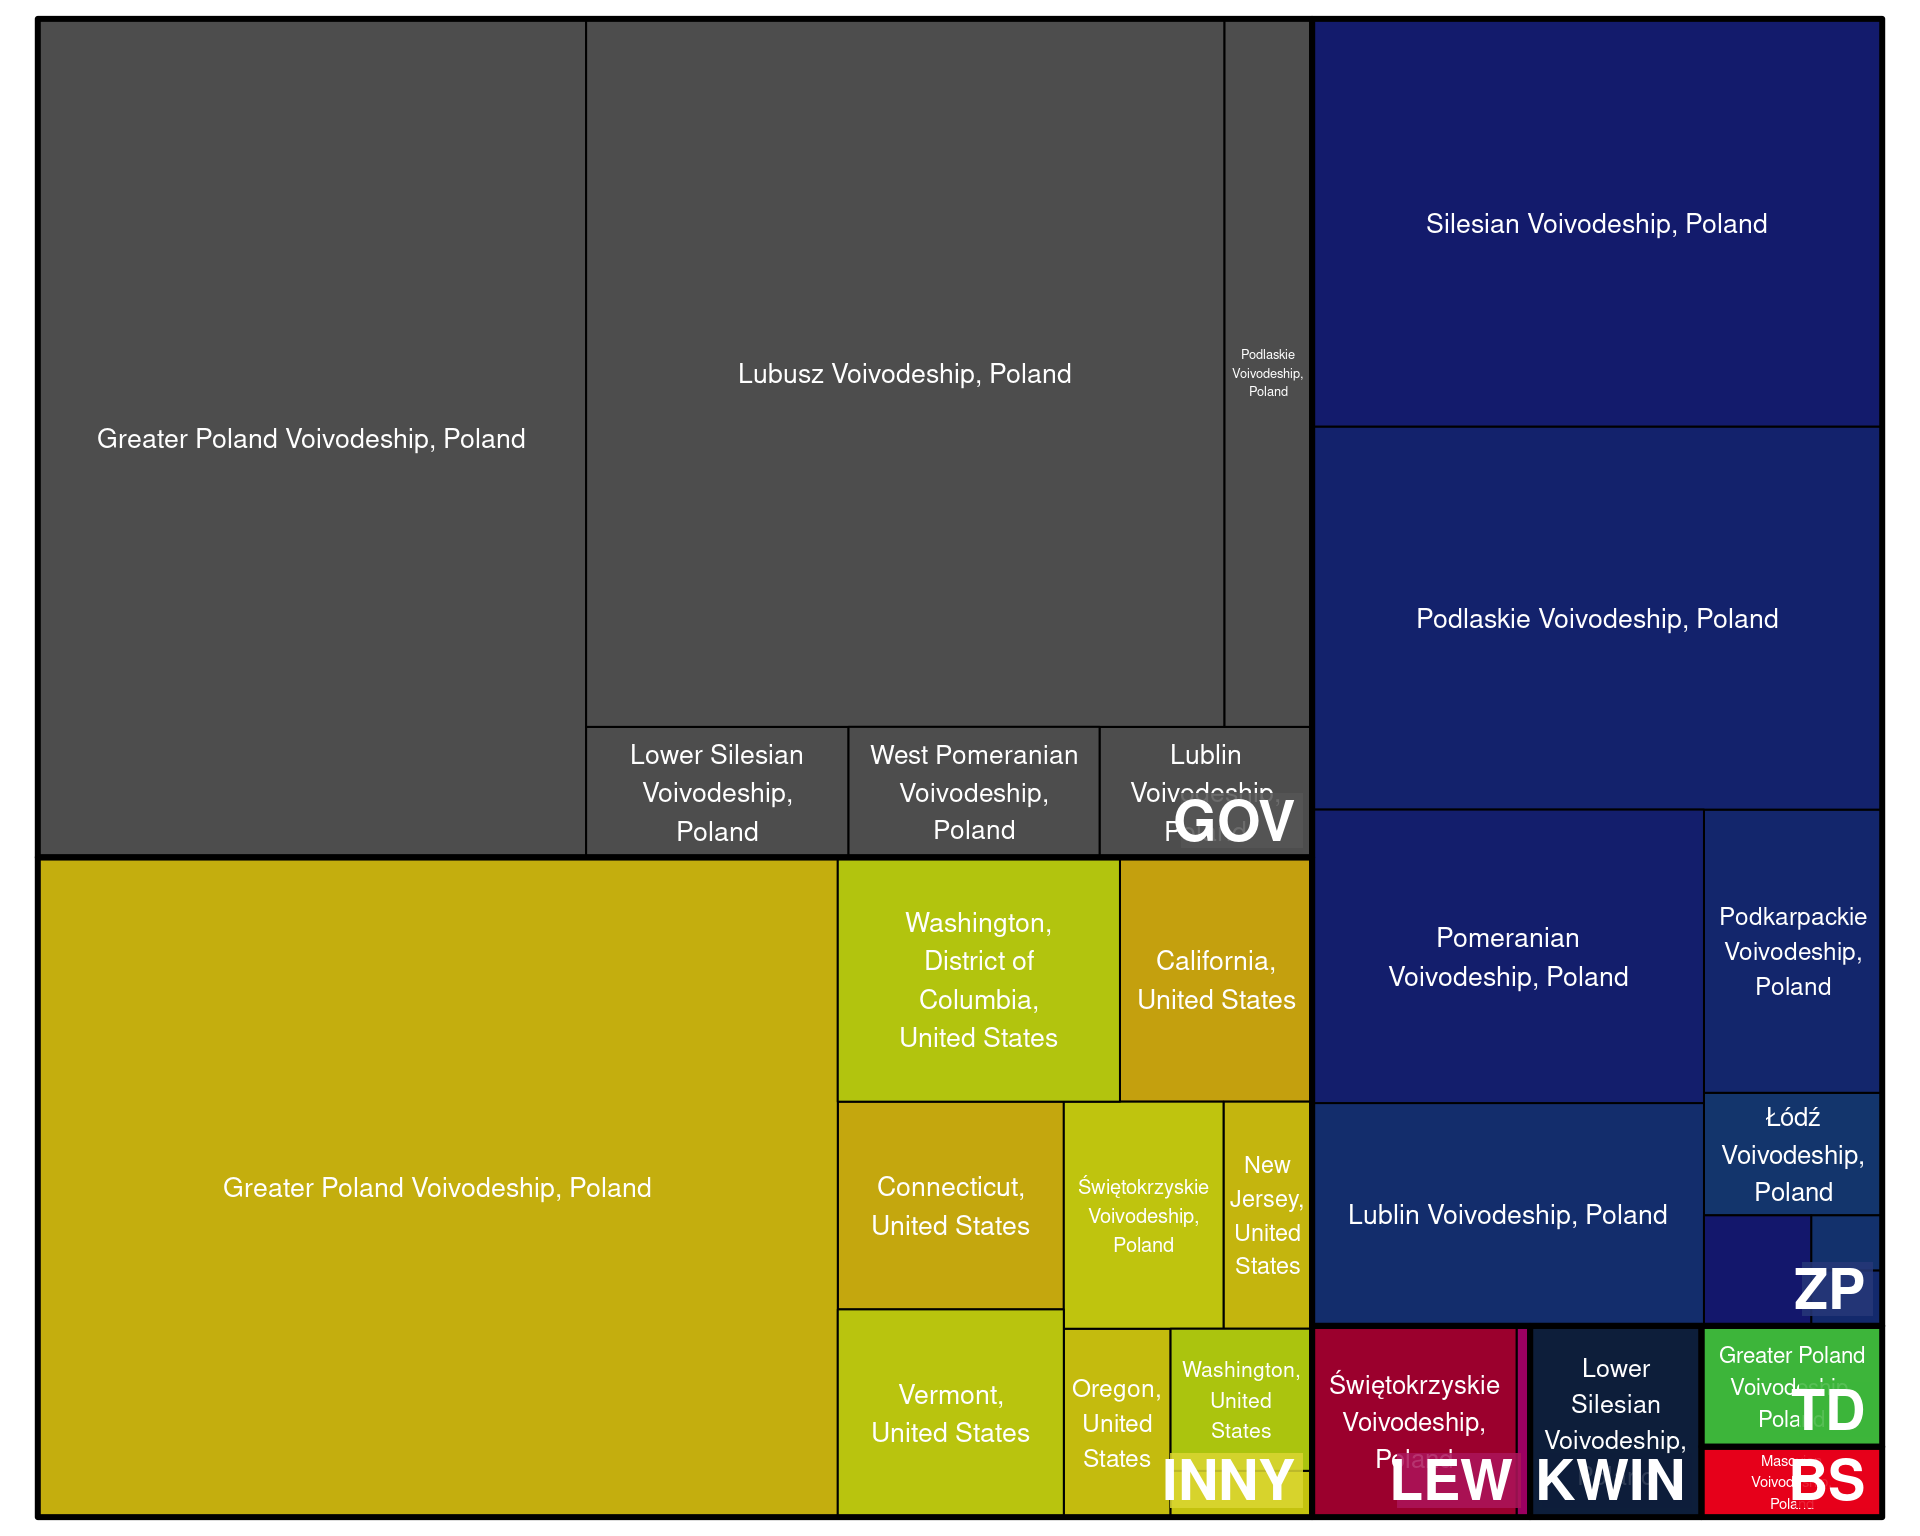 Greater Poland Voivodeship, Poland
Lubusz Voivodeship, Poland
Podlaskie
Voivodeship,
Poland
Lower Silesian
Voivodeship,
Poland
West Pomeranian
Voivodeship,
Poland
Lublin
Voivodeship,
Poland
GOV
Greater Poland Voivodeship, Poland
Washington,
District of
Columbia,
United States
California,
United States
Connecticut,
United States
Świętokrzyskie
Voivodeship,
Poland
New
Jersey,
United
States
Vermont,
United States
Oregon,
United
States
Washington,
United
States
INNY
Silesian Voivodeship, Poland
Podlaskie Voivodeship, Poland
Pomeranian
Voivodeship, Poland
Podkarpackie
Voivodeship,
Poland
Lublin Voivodeship, Poland
Łódź
Voivodeship,
Poland
ZP
Świętokrzyskie
Voivodeship,
Poland
LEW
Lower
Silesian
Voivodeship,
KWIN
Greater Poland
Voivodeship,
Poland
TD
Poland
BS